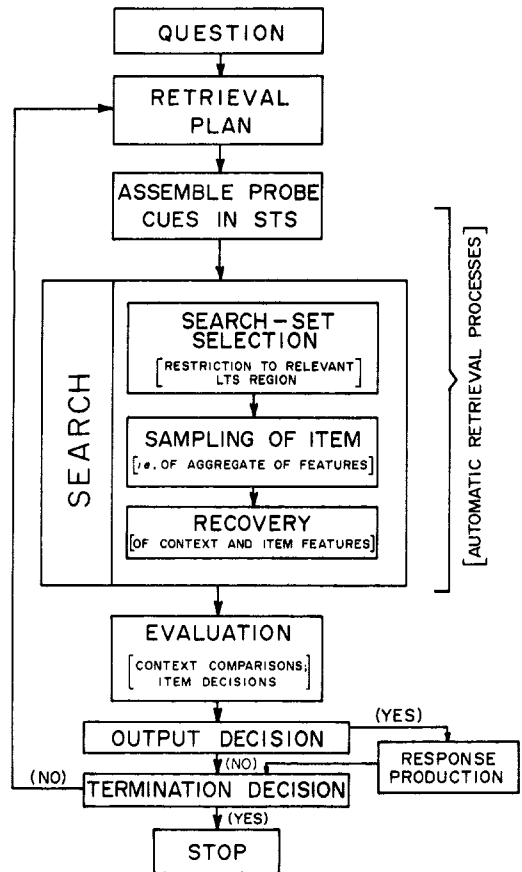 QUESTION
RETRIEVAL
PLAN
ASSEMBLE PROBE
CUES IN STS
SEARCH
SEARCH-SET
SELECTION
[RESTRICTION TO RELEVANT
LTS REGION]
SAMPLING OF ITEM
[i.e. OF AGGREGATE OF FEATURES]
RECOVERY
[OF CONTEXT AND ITEM FEATURES]
[AUTOMATIC RETRIEVAL PROCESSES]
EVALUATION
[CONTEXT COMPARISONS;
ITEM DECISIONS]
OUTPUT DECISION
(YES)
(NO)
RESPONSE
PRODUCTION
(NO)
TERMINATION DECISION
(YES)
STOP